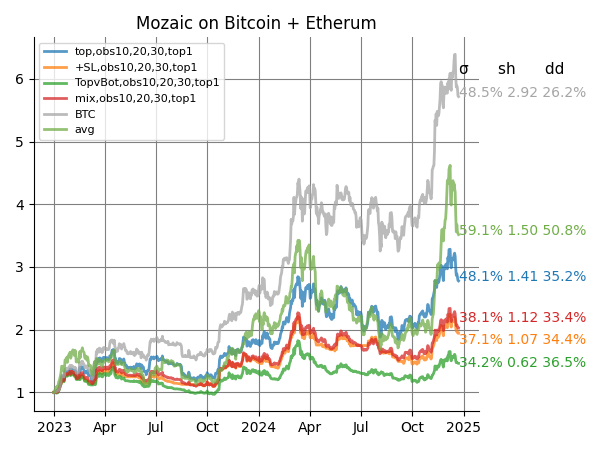 Mozaic on Bitcoin + Etherum
top,obs10,20,30,top1
+SL,obs10,20,30,top1
TopvBot,obs10,20,30,top1
mix,obs10,20,30,top1
BTC
avg
σ sh dd
48.5% 2.92 26.2%
59.1% 1.50 50.8%
48.1% 1.41 35.2%
38.1% 1.12 33.4%
37.1% 1.07 34.4%
34.2% 0.62 36.5%
6
5
4
3
2
1
2023 Apr Jul Oct 2024 Apr Jul Oct 2025